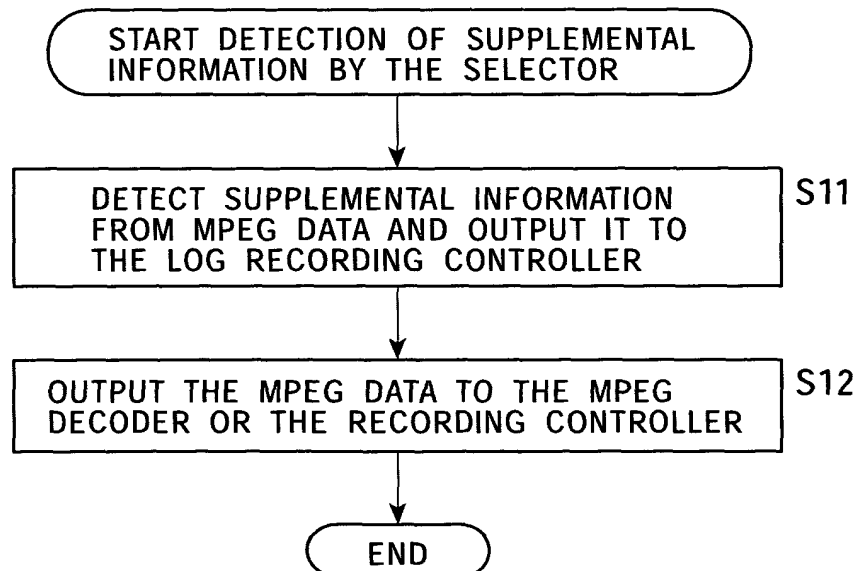 START DETECTION OF SUPPLEMENTAL
INFORMATION BY THE SELECTOR
DETECT SUPPLEMENTAL INFORMATION
FROM MPEG DATA AND OUTPUT IT TO
THE LOG RECORDING CONTROLLER
S11
OUTPUT THE MPEG DATA TO THE MPEG
DECODER OR THE RECORDING CONTROLLER
S12
END